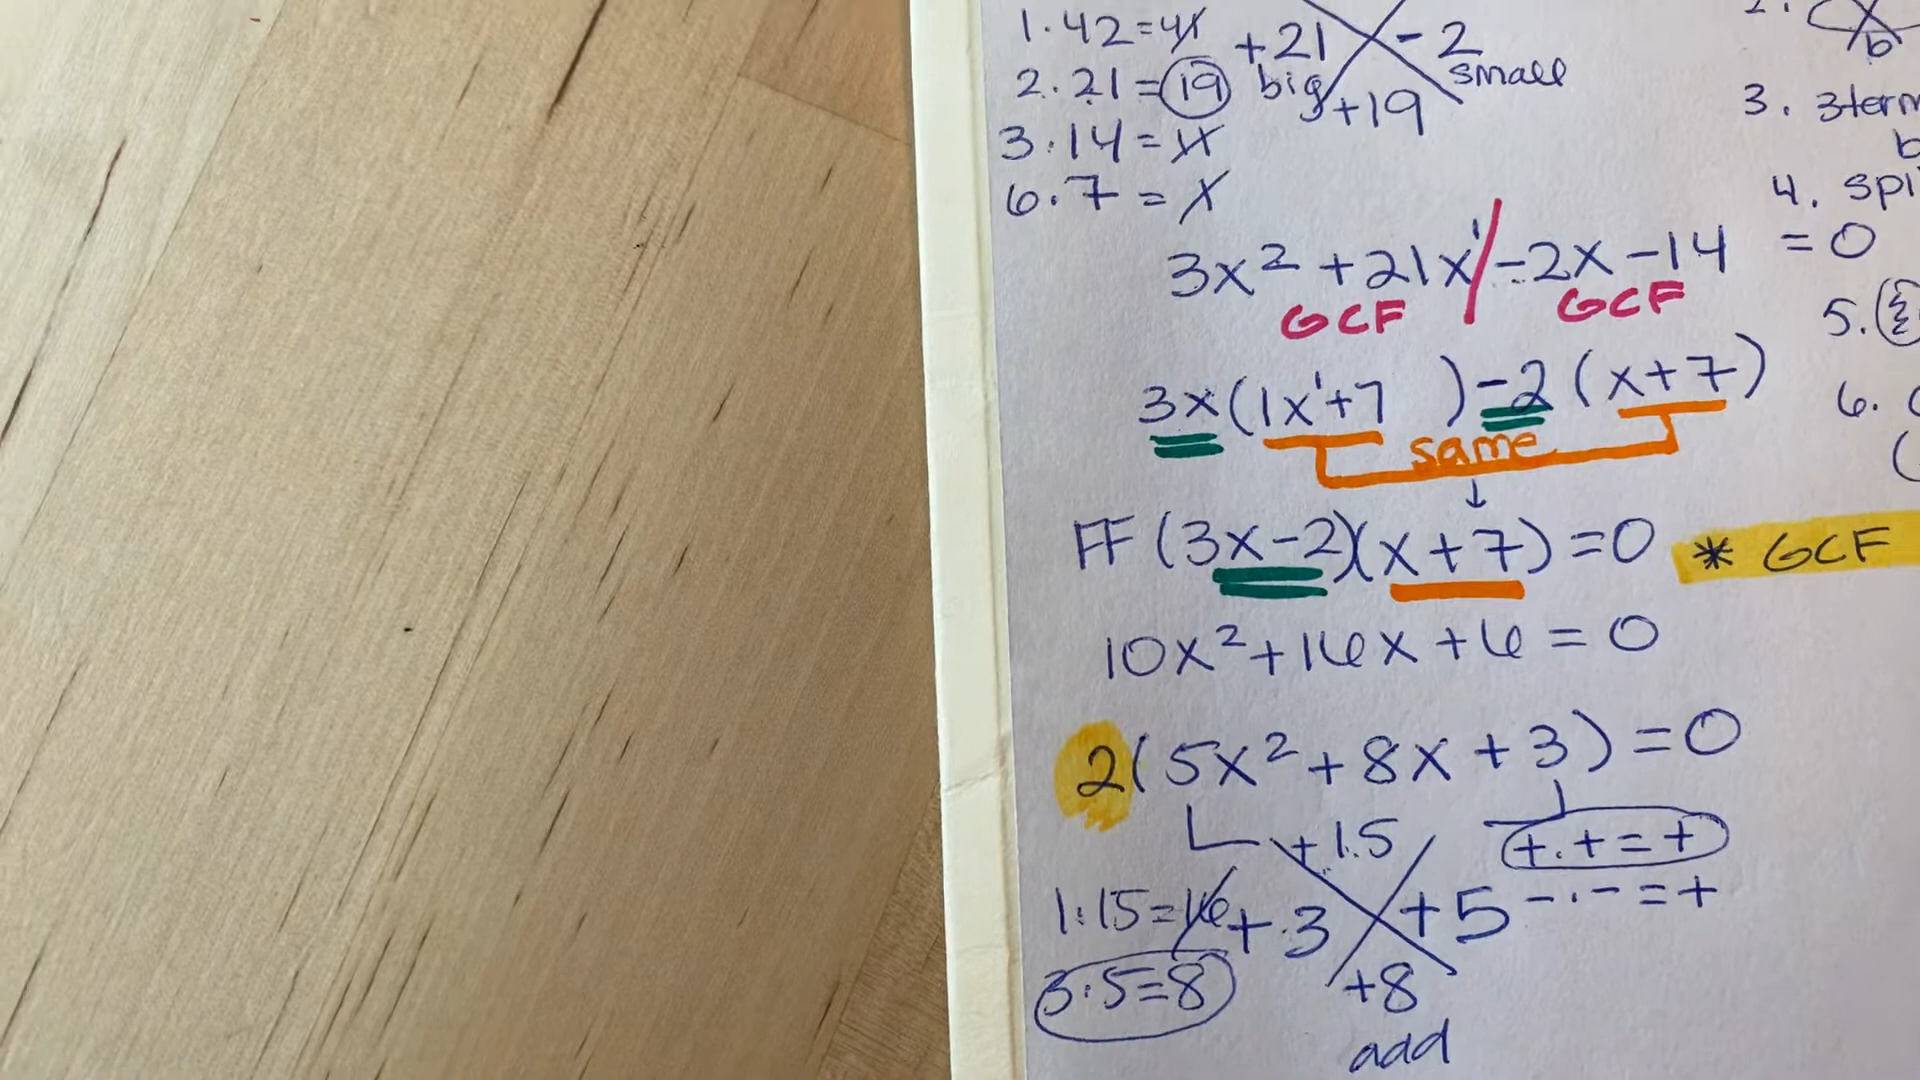 1.42=41
+21 -2
2.21=19 big small
+19
3.14=11
6.7=
3. 3term
b
4. spl
3x² +21x' -2x -14 =0
GCF GCF
5.
3x(1x'+7 ) -2 (x+7)
6. (
same
↓
FF (3x-2)(x+7) =0 * GCF
10x²+16x+6=0
2(5x²+8x+3)=0
+15 +.+=+
1.15=16 +3 +5 -.-=+
3.5=8 +8
add